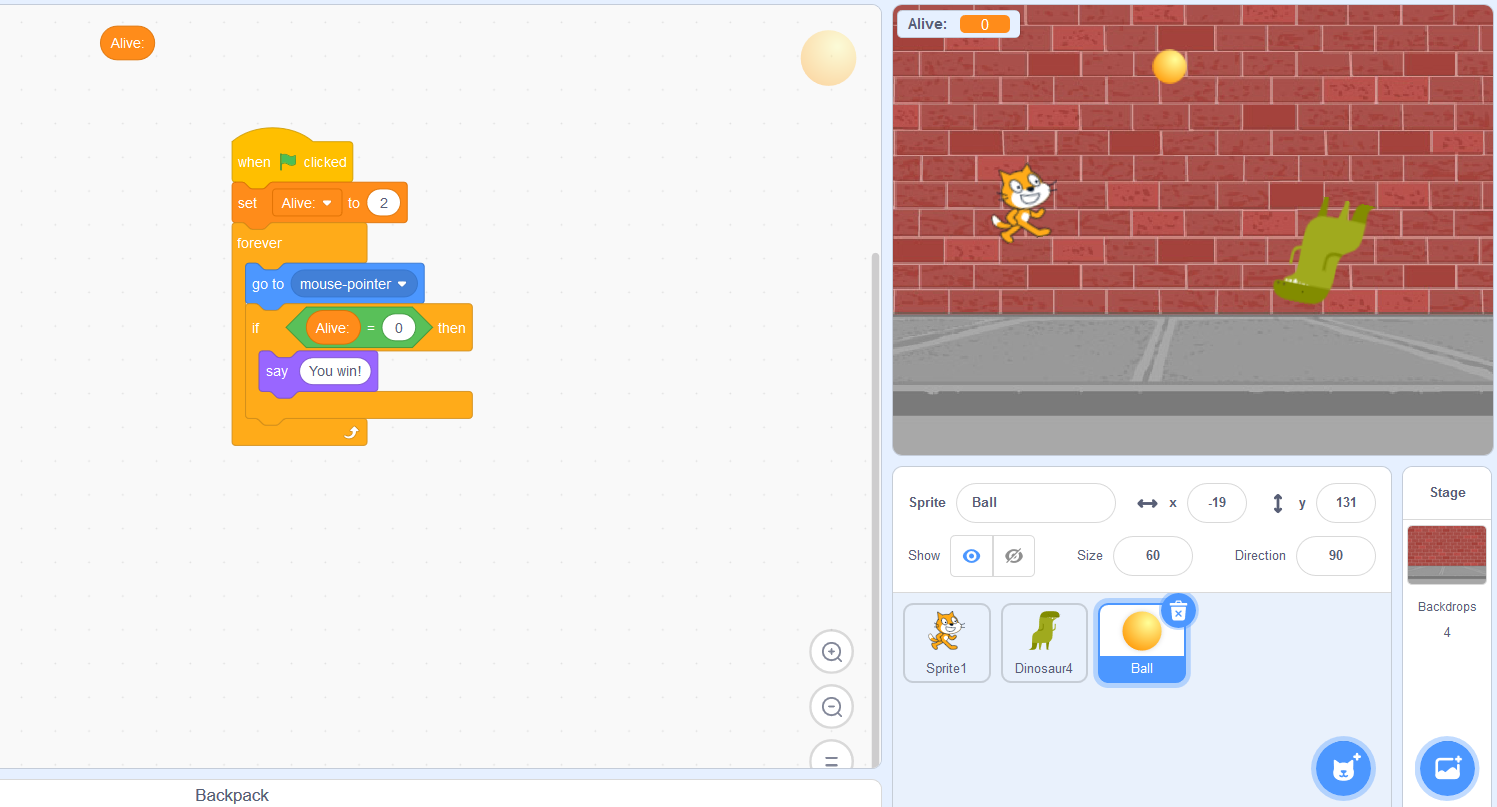 Alive:
when clicked
set Alive: to 2
forever
go to mouse-pointer
if Alive: = 0 then
say You win!
Backpack
Alive: 0
Sprite Ball x -19 y 131
Show Size 60 Direction 90
Sprite1
Dinosaur4
Ball
Stage
Backdrops
4